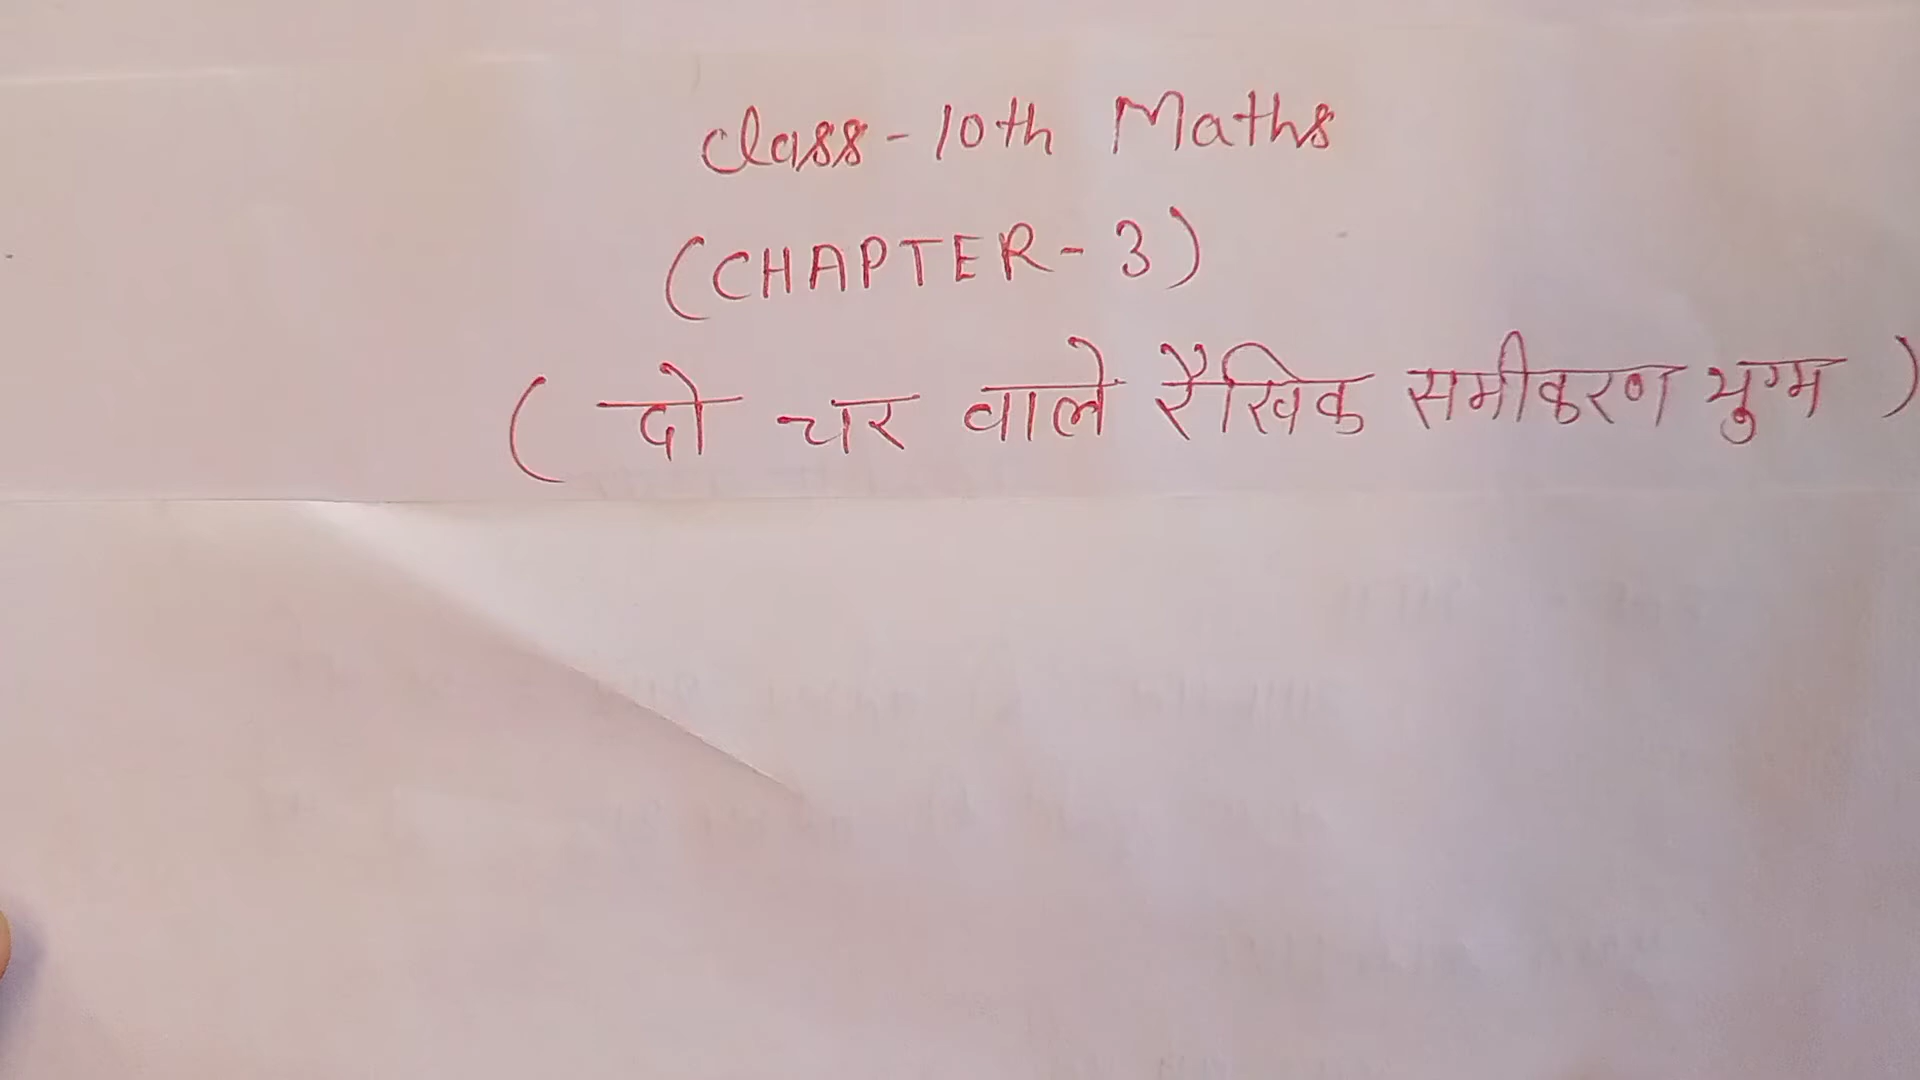 Class - 10th Maths
(CHAPTER - 3)
( दो चर वाले रैखिक समीकरण युग्म )